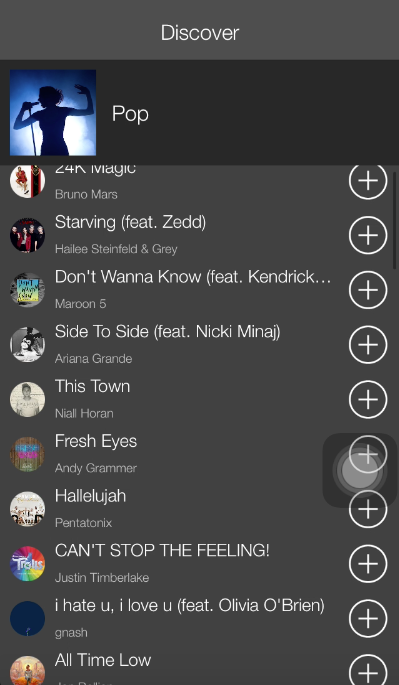 Discover
Pop
24K Magic
Bruno Mars
Starving (feat. Zedd)
Hailee Steinfeld & Grey
Don't Wanna Know (feat. Kendrick...
Maroon 5
Side To Side (feat. Nicki Minaj)
Ariana Grande
This Town
Niall Horan
Fresh Eyes
Andy Grammer
Hallelujah
Pentatonix
CAN'T STOP THE FEELING!
Justin Timberlake
i hate u, i love u (feat. Olivia O'Brien)
gnash
All Time Low